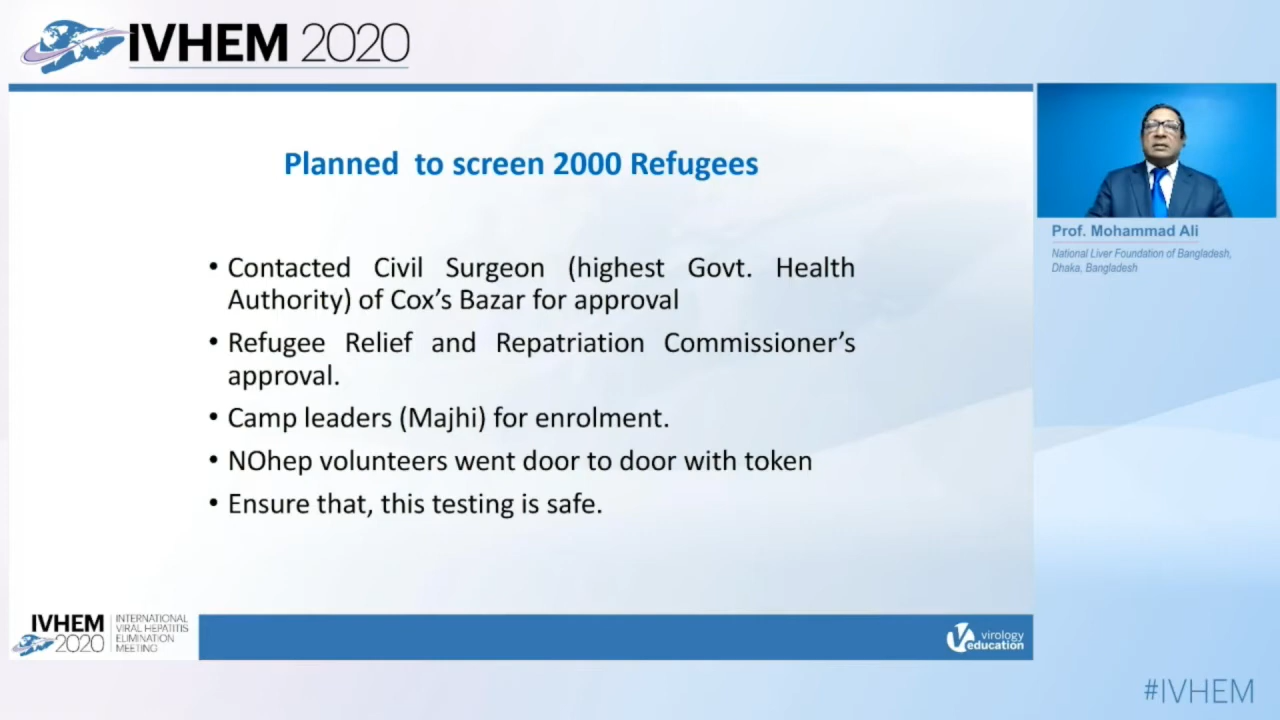 IVHEM 2020
Planned to screen 2000 Refugees
• Contacted Civil Surgeon (highest Govt. Health
Authority) of Cox's Bazar for approval
• Refugee Relief and Repatriation Commissioner's
approval.
• Camp leaders (Majhi) for enrolment.
• NOhep volunteers went door to door with token
• Ensure that, this testing is safe.
Prof. Mohammad Ali
National Liver Foundation of Bangladesh,
Dhaka, Bangladesh
IVHEM
2020
INTERNATIONAL
VIRAL HEPATITIS
ELIMINATION
MEETING
virology
education
#IVHEM